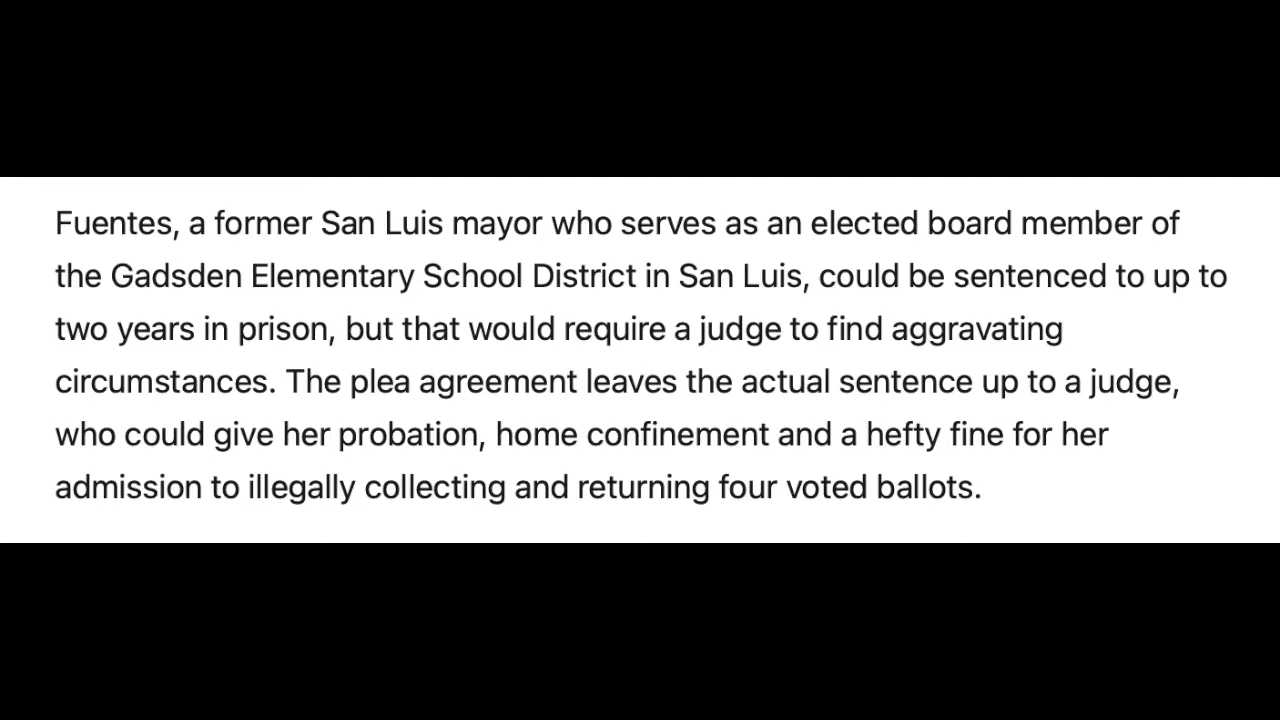 Fuentes, a former San Luis mayor who serves as an elected board member of
the Gadsden Elementary School District in San Luis, could be sentenced to up to
two years in prison, but that would require a judge to find aggravating
circumstances. The plea agreement leaves the actual sentence up to a judge,
who could give her probation, home confinement and a hefty fine for her
admission to illegally collecting and returning four voted ballots.